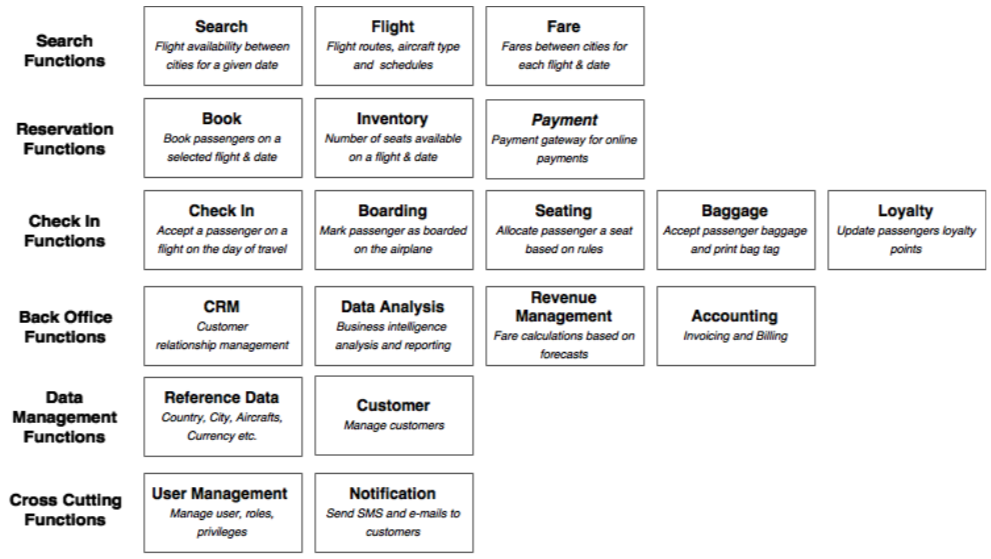 Search
Functions
Search
Flight availability between
cities for a given date
Flight
Flight routes, aircraft type
and schedules
Fare
Fares between cities for
each flight & date
Reservation
Functions
Book
Book passengers on a
selected flight & date
Inventory
Number of seats available
on a flight & date
Payment
Payment gateway for online
payments
Check In
Functions
Check In
Accept a passenger on a
flight on the day of travel
Boarding
Mark passenger as boarded
on the airplane
Seating
Allocate passenger a seat
based on rules
Baggage
Accept passenger baggage
and print bag tag
Loyalty
Update passengers loyalty
points
Back Office
Functions
CRM
Customer
relationship management
Data Analysis
Business intelligence
analysis and reporting
Revenue
Management
Fare calculations based on
forecasts
Accounting
Invoicing and Billing
Data
Management
Functions
Reference Data
Country, City, Aircrafts,
Currency etc.
Customer
Manage customers
Cross Cutting
Functions
User Management
Manage user, roles,
privileges
Notification
Send SMS and e-mails to
customers